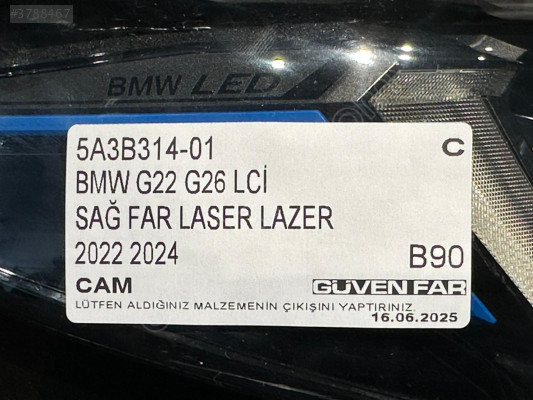 #3788467
BMW LED
5A3B314-01 C
BMW G22 G26 LCİ
SAĞ FAR LASER LAZER
2022 2024 B90
CAM GÜVEN FAR
LÜTFEN ALDIĞINIZ MALZEMENİN ÇIKIŞINI YAPTIRINIZ.
16.06.2025